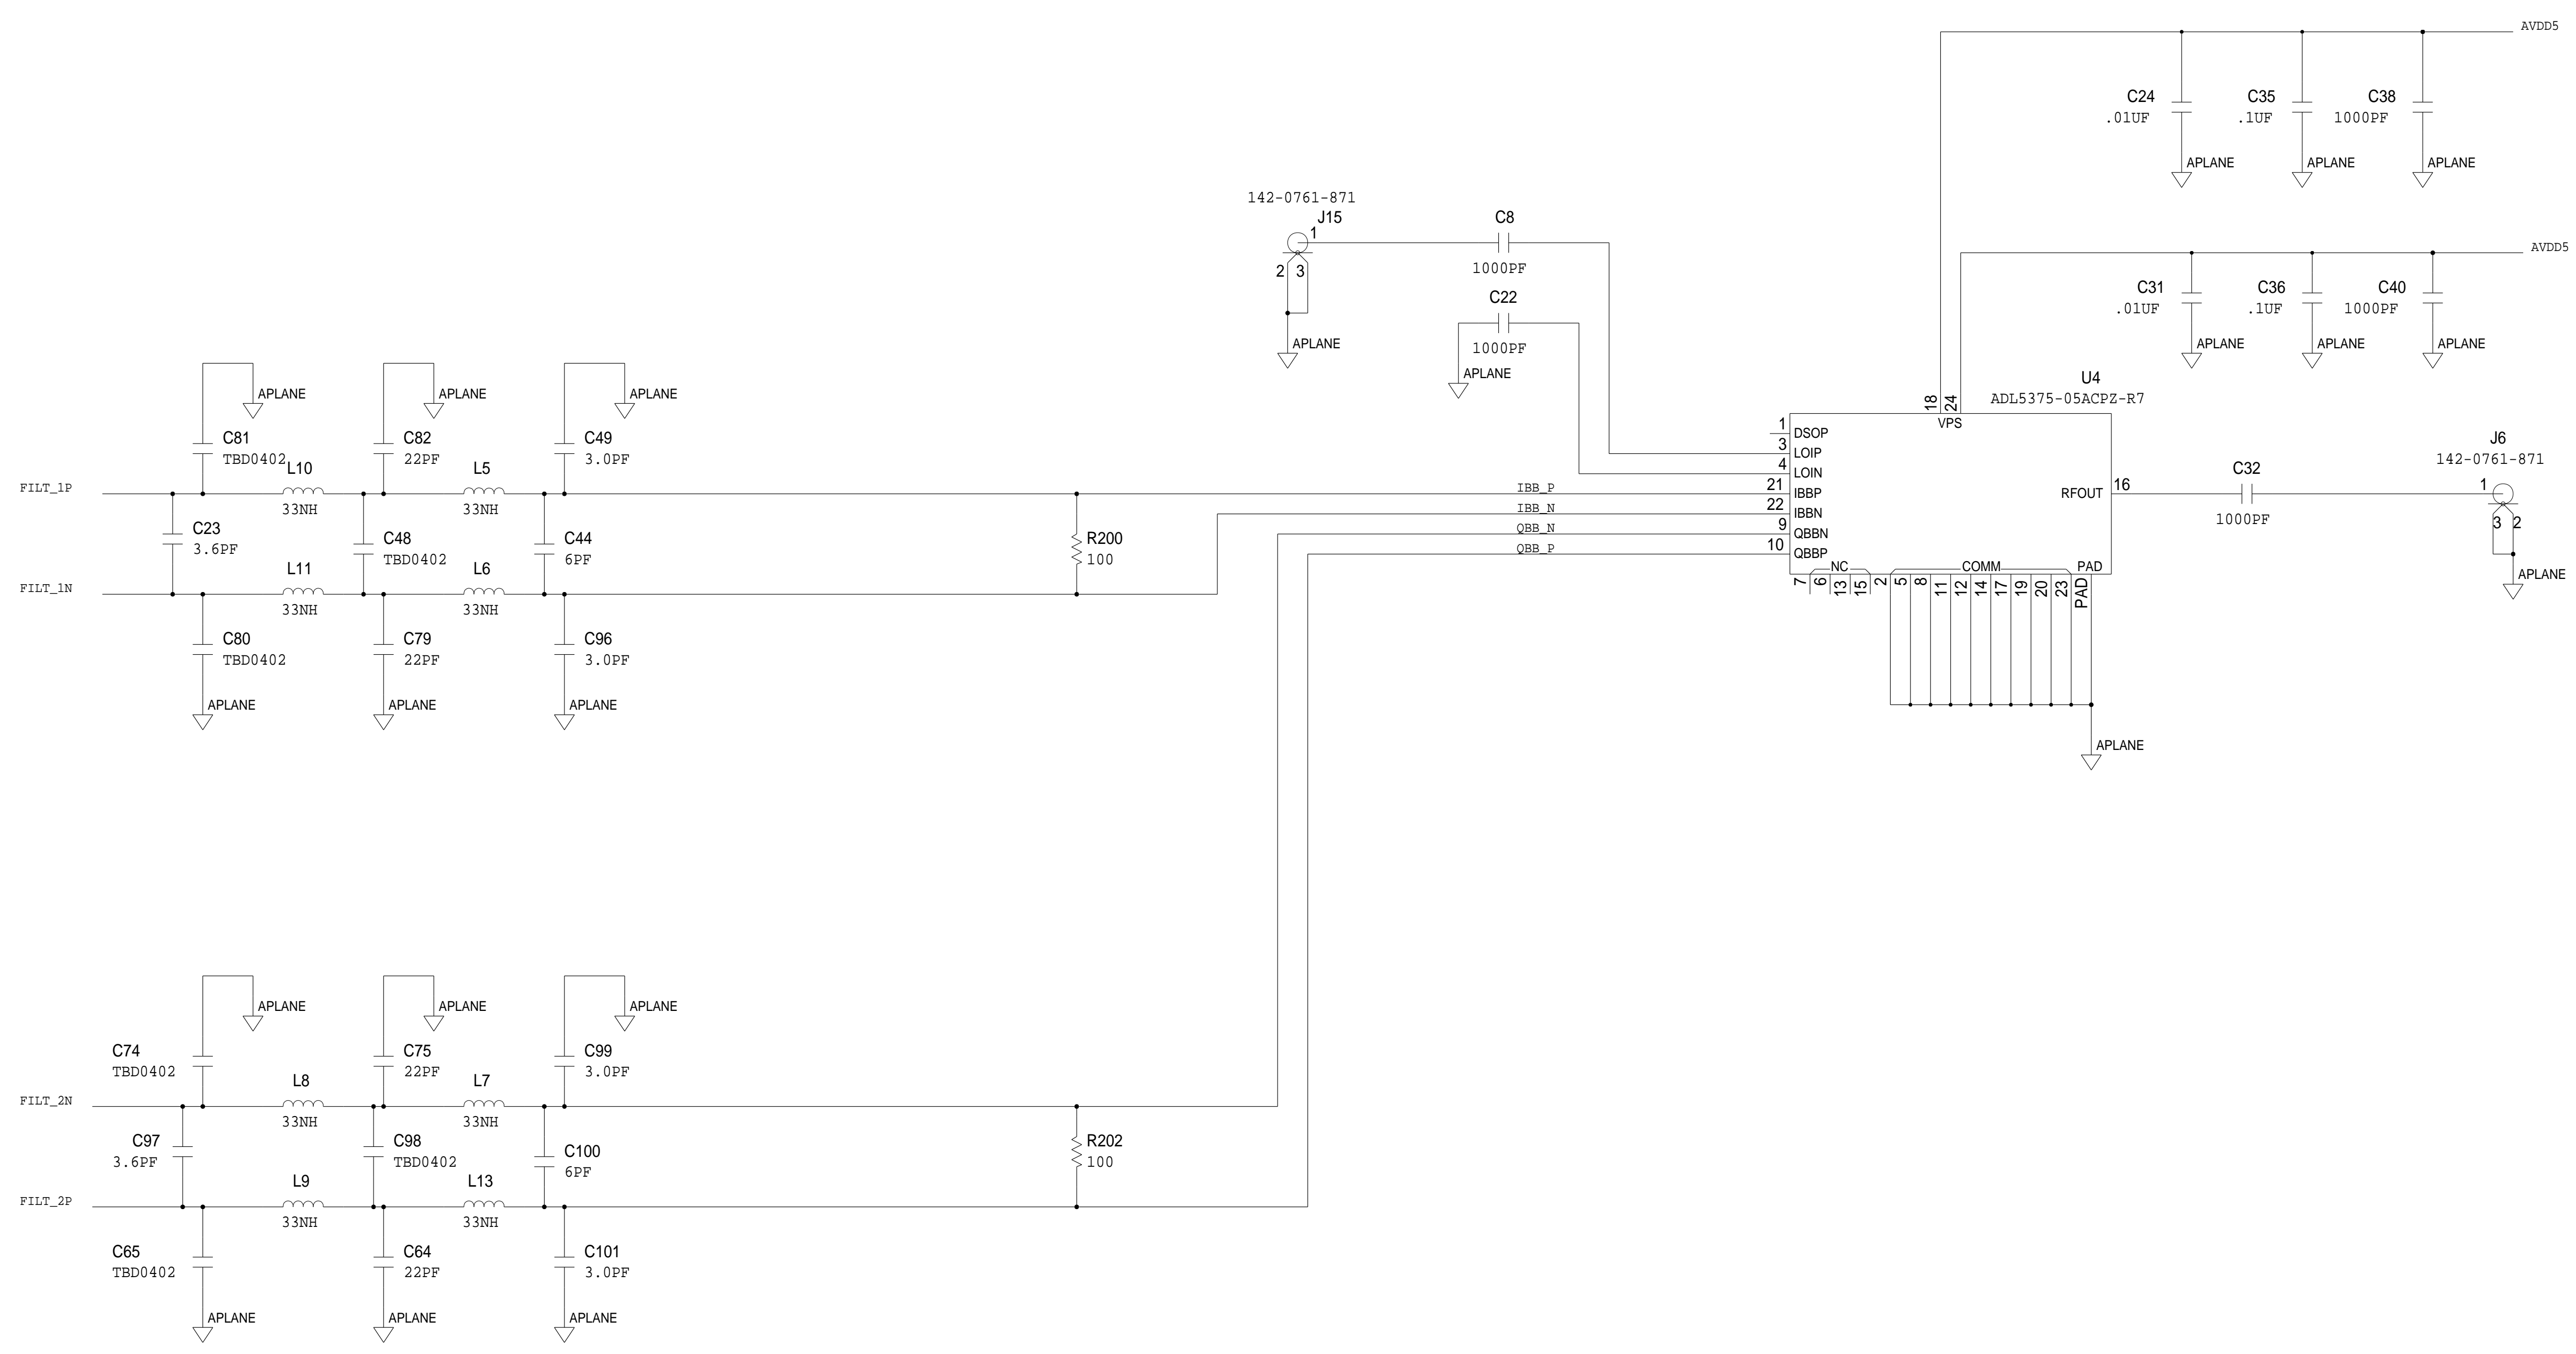 AVDD5
C24
.01UF
C35
.1UF
C38
1000PF
APLANE
APLANE
APLANE
142-0761-871
J15
1
2 3
APLANE
C8
1000PF
C22
1000PF
APLANE
AVDD5
C31
.01UF
C36
.1UF
C40
1000PF
APLANE
APLANE
APLANE
U4
ADL5375-05ACPZ-R7
18
24
VPS
1 DSOP
3 LOIP
4 LOIN
IBB_P 21 IBBP
IBB_N 22 IBBN
QBB_N 9 QBBN
QBB_P 10 QBBP
RFOUT 16
NC
COMM
PAD
7
6
13
15
2
5
8
11
12
14
17
19
20
23
PAD
APLANE
C32
1000PF
J6
142-0761-871
1
3 2
APLANE
APLANE
APLANE
APLANE
C81
TBD0402
C82
22PF
C49
3.0PF
L10
33NH
L5
33NH
FILT_1P
C23
3.6PF
C48
TBD0402
C44
6PF
R200
100
L11
33NH
L6
33NH
FILT_1N
C80
TBD0402
C79
22PF
C96
3.0PF
APLANE
APLANE
APLANE
APLANE
APLANE
APLANE
C74
TBD0402
C75
22PF
C99
3.0PF
L8
33NH
L7
33NH
FILT_2N
C97
3.6PF
C98
TBD0402
C100
6PF
R202
100
L9
33NH
L13
33NH
FILT_2P
C65
TBD0402
C64
22PF
C101
3.0PF
APLANE
APLANE
APLANE